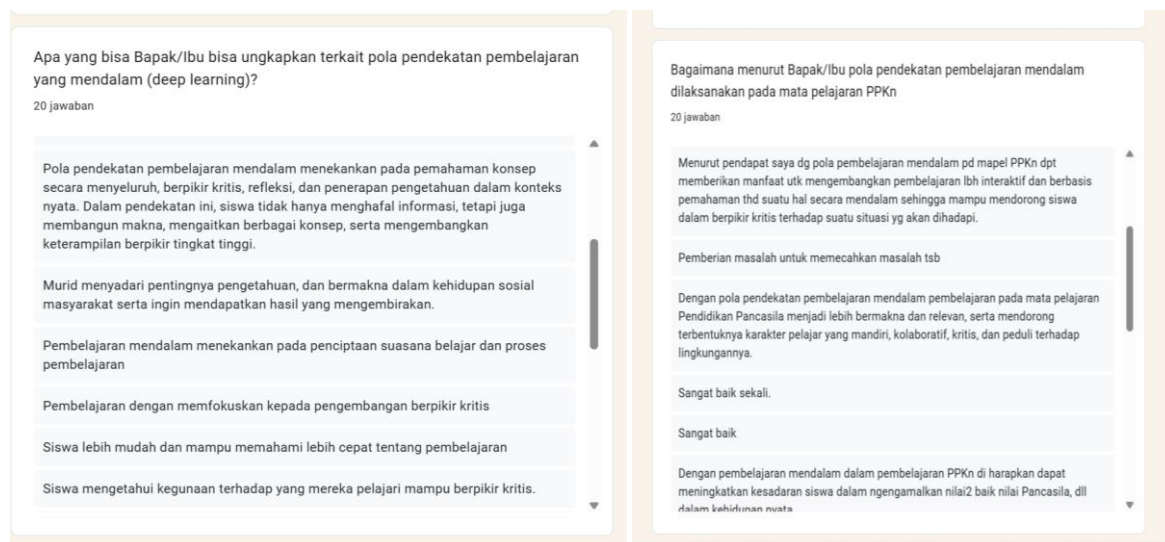 Apa yang bisa Bapak/Ibu bisa ungkapkan terkait pola pendekatan pembelajaran
yang mendalam (deep learning)?
20 jawaban
Pola pendekatan pembelajaran mendalam menekankan pada pemahaman konsep
secara menyeluruh, berpikir kritis, refleksi, dan penerapan pengetahuan dalam konteks
nyata. Dalam pendekatan ini, siswa tidak hanya menghafal informasi, tetapi juga
membangun makna, mengaitkan berbagai konsep, serta mengembangkan
keterampilan berpikir tingkat tinggi.
Murid menyadari pentingnya pengetahuan, dan bermakna dalam kehidupan sosial
masyarakat serta ingin mendapatkan hasil yang mengembirakan.
Pembelajaran mendalam menekankan pada penciptaan suasana belajar dan proses
pembelajaran
Pembelajaran dengan memfokuskan kepada pengembangan berpikir kritis
Siswa lebih mudah dan mampu memahami lebih cepat tentang pembelajaran
Siswa mengetahui kegunaan terhadap yang mereka pelajari mampu berpikir kritis.
Bagaimana menurut Bapak/Ibu pola pendekatan pembelajaran mendalam
dilaksanakan pada mata pelajaran PPKn
20 jawaban
Menurut pendapat saya dg pola pembelajaran mendalam pd mapel PPKn dpt
memberikan manfaat utk mengembangkan pembelajaran lbh interaktif dan berbasis
pemahaman thd suatu hal secara mendalam sehingga mampu mendorong siswa
dalam berpikir kritis terhadap suatu situasi yg akan dihadapi.
Pemberian masalah untuk memecahkan masalah tsb
Dengan pola pendekatan pembelajaran mendalam pembelajaran pada mata pelajaran
Pendidikan Pancasila menjadi lebih bermakna dan relevan, serta mendorong
terbentuknya karakter pelajar yang mandiri, kolaboratif, kritis, dan peduli terhadap
lingkungannya.
Sangat baik sekali.
Sangat baik
Dengan pembelajaran mendalam dalam pembelajaran PPKn di harapkan dapat
meningkatkan kesadaran siswa dalam ngengamalkan nilai2 baik nilai Pancasila, dll
dalam kehidupan nyata